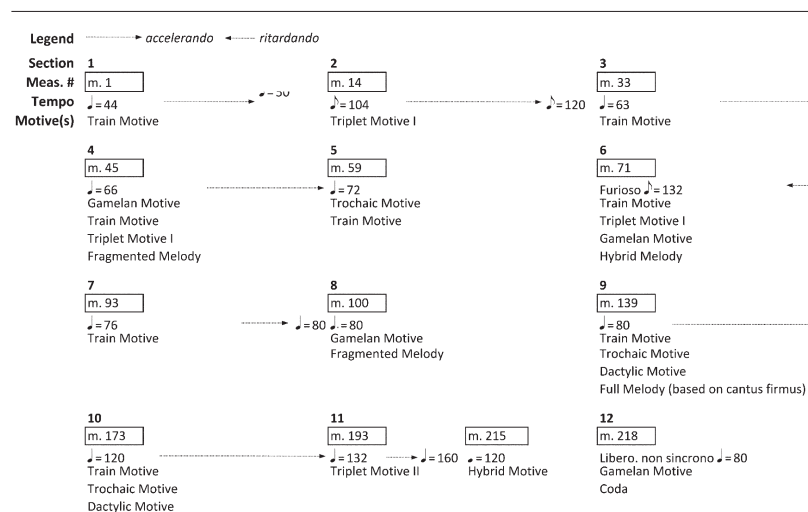 Legend accelerando ritardando
Section 1 2 3
Meas. # m. 1 m. 14 m. 33
Tempo ♩=44 ♩=50 ♪=104 ♪=120 ♩=63
Motive(s) Train Motive Triplet Motive I Train Motive
4 5 6
m. 45 m. 59 m. 71
♩=66 ♩=72 Furioso ♪=132
Gamelan Motive Trochaic Motive Train Motive
Train Motive Train Motive Triplet Motive I
Triplet Motive I Gamelan Motive
Fragmented Melody Hybrid Melody
7 8 9
m. 93 m. 100 m. 139
♩=76 ♩=80 ♩.=80 ♩=80
Train Motive Gamelan Motive Train Motive
Fragmented Melody Trochaic Motive
Dactylic Motive
Full Melody (based on cantus firmus)
10 11 12
m. 173 m. 193 m. 215 m. 218
♩=120 ♩=132 ♩=160 ♩=120 Libero. non sincrono ♩=80
Train Motive Triplet Motive II Hybrid Motive Gamelan Motive
Trochaic Motive Coda
Dactylic Motive